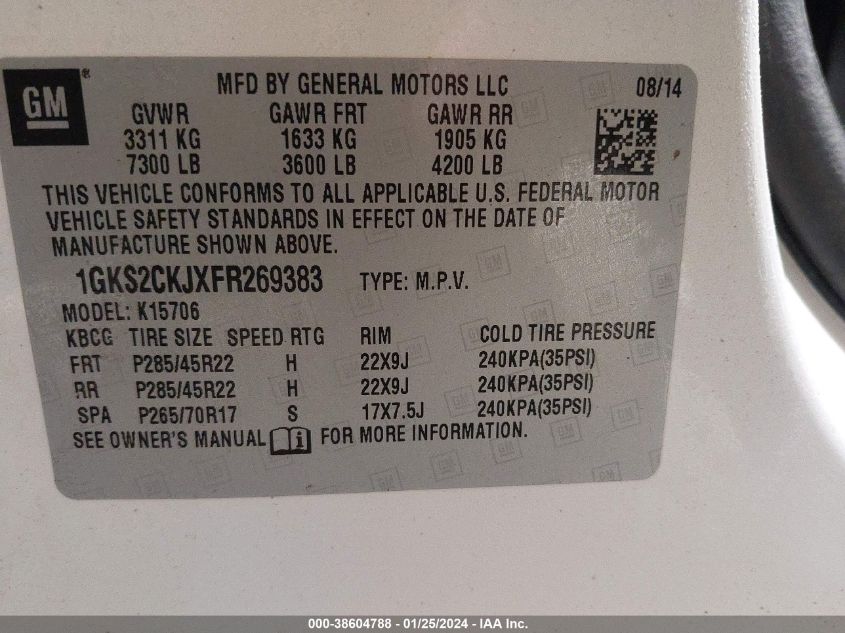 GM®
MFD BY GENERAL MOTORS LLC 08/14
GVWR GAWR FRT GAWR RR
3311 KG 1633 KG 1905 KG
7300 LB 3600 LB 4200 LB
THIS VEHICLE CONFORMS TO ALL APPLICABLE U.S. FEDERAL MOTOR
VEHICLE SAFETY STANDARDS IN EFFECT ON THE DATE OF
MANUFACTURE SHOWN ABOVE.
1GKS2CKJXFR269383 TYPE: M.P.V.
MODEL: K15706
KBCG TIRE SIZE SPEED RTG RIM COLD TIRE PRESSURE
FRT P285/45R22 H 22X9J 240KPA(35PSI)
RR P285/45R22 H 22X9J 240KPA(35PSI)
SPA P265/70R17 S 17X7.5J 240KPA(35PSI)
SEE OWNER'S MANUAL i FOR MORE INFORMATION.
000-38604788 - 01/25/2024 - IAA Inc.